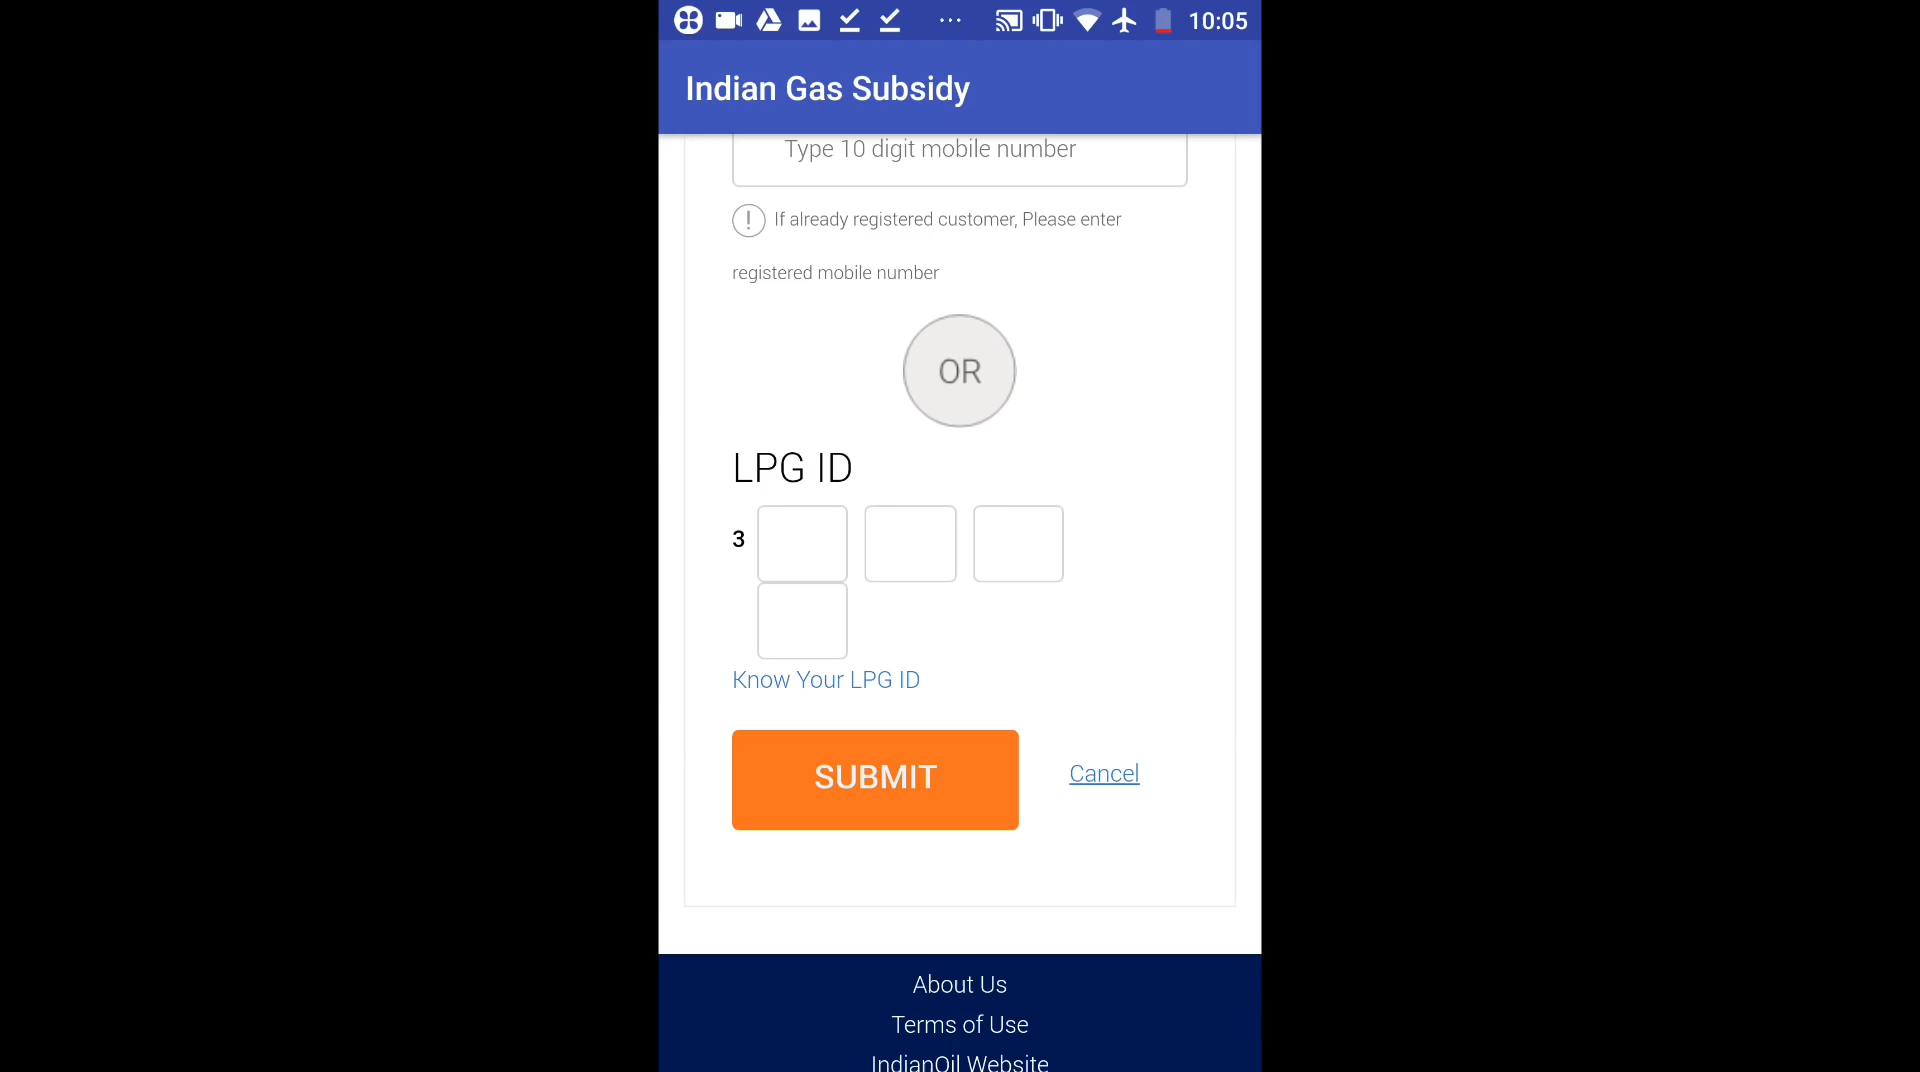 10:05
Indian Gas Subsidy
Type 10 digit mobile number
! If already registered customer, Please enter
registered mobile number
OR
LPG ID
3
Know Your LPG ID
SUBMIT
Cancel
About Us
Terms of Use
IndianOil Website